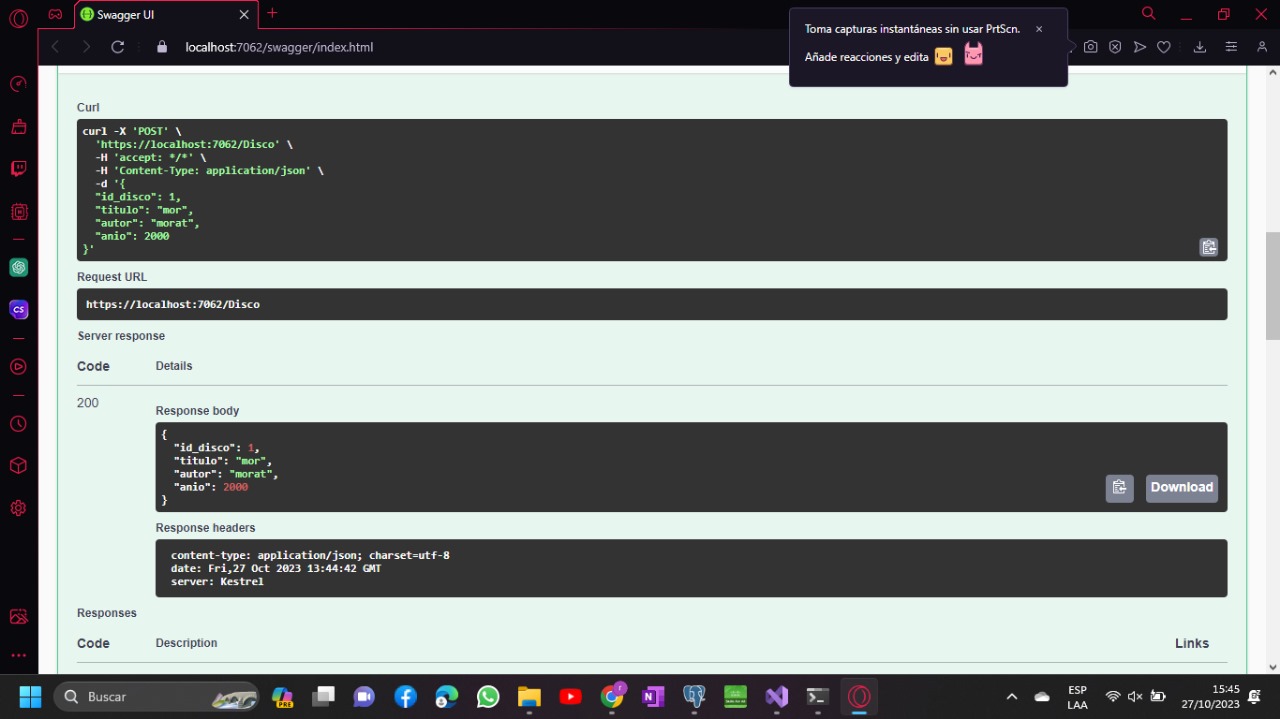 Swagger UI
localhost:7062/swagger/index.html
Toma capturas instantáneas sin usar PrtScn.
Añade reacciones y edita
Curl
curl -X 'POST' \
'https://localhost:7062/Disco' \
-H 'accept: */*' \
-H 'Content-Type: application/json' \
-d '{
"id_disco": 1,
"titulo": "mor",
"autor": "morat",
"anio": 2000
}'
Request URL
https://localhost:7062/Disco
Server response
Code Details
200
Response body
{
"id_disco": 1,
"titulo": "mor",
"autor": "morat",
"anio": 2000
}
Download
Response headers
content-type: application/json; charset=utf-8
date: Fri,27 Oct 2023 13:44:42 GMT
server: Kestrel
Responses
Code Description Links
CS
Buscar
PRE
ESP
LAA
15:45
27/10/2023